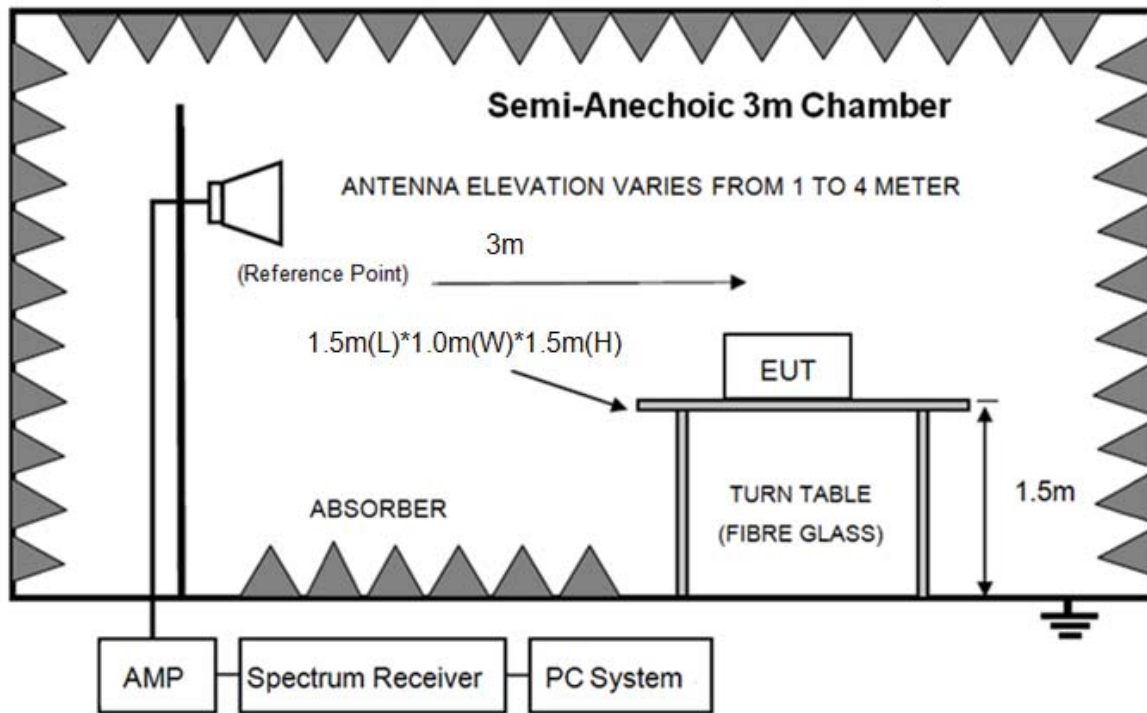 Semi-Anechoic 3m Chamber
ANTENNA ELEVATION VARIES FROM 1 TO 4 METER
3m
(Reference Point)
1.5m(L)*1.0m(W)*1.5m(H)
EUT
ABSORBER
TURN TABLE
(FIBRE GLASS)
1.5m
AMP
Spectrum Receiver
PC System